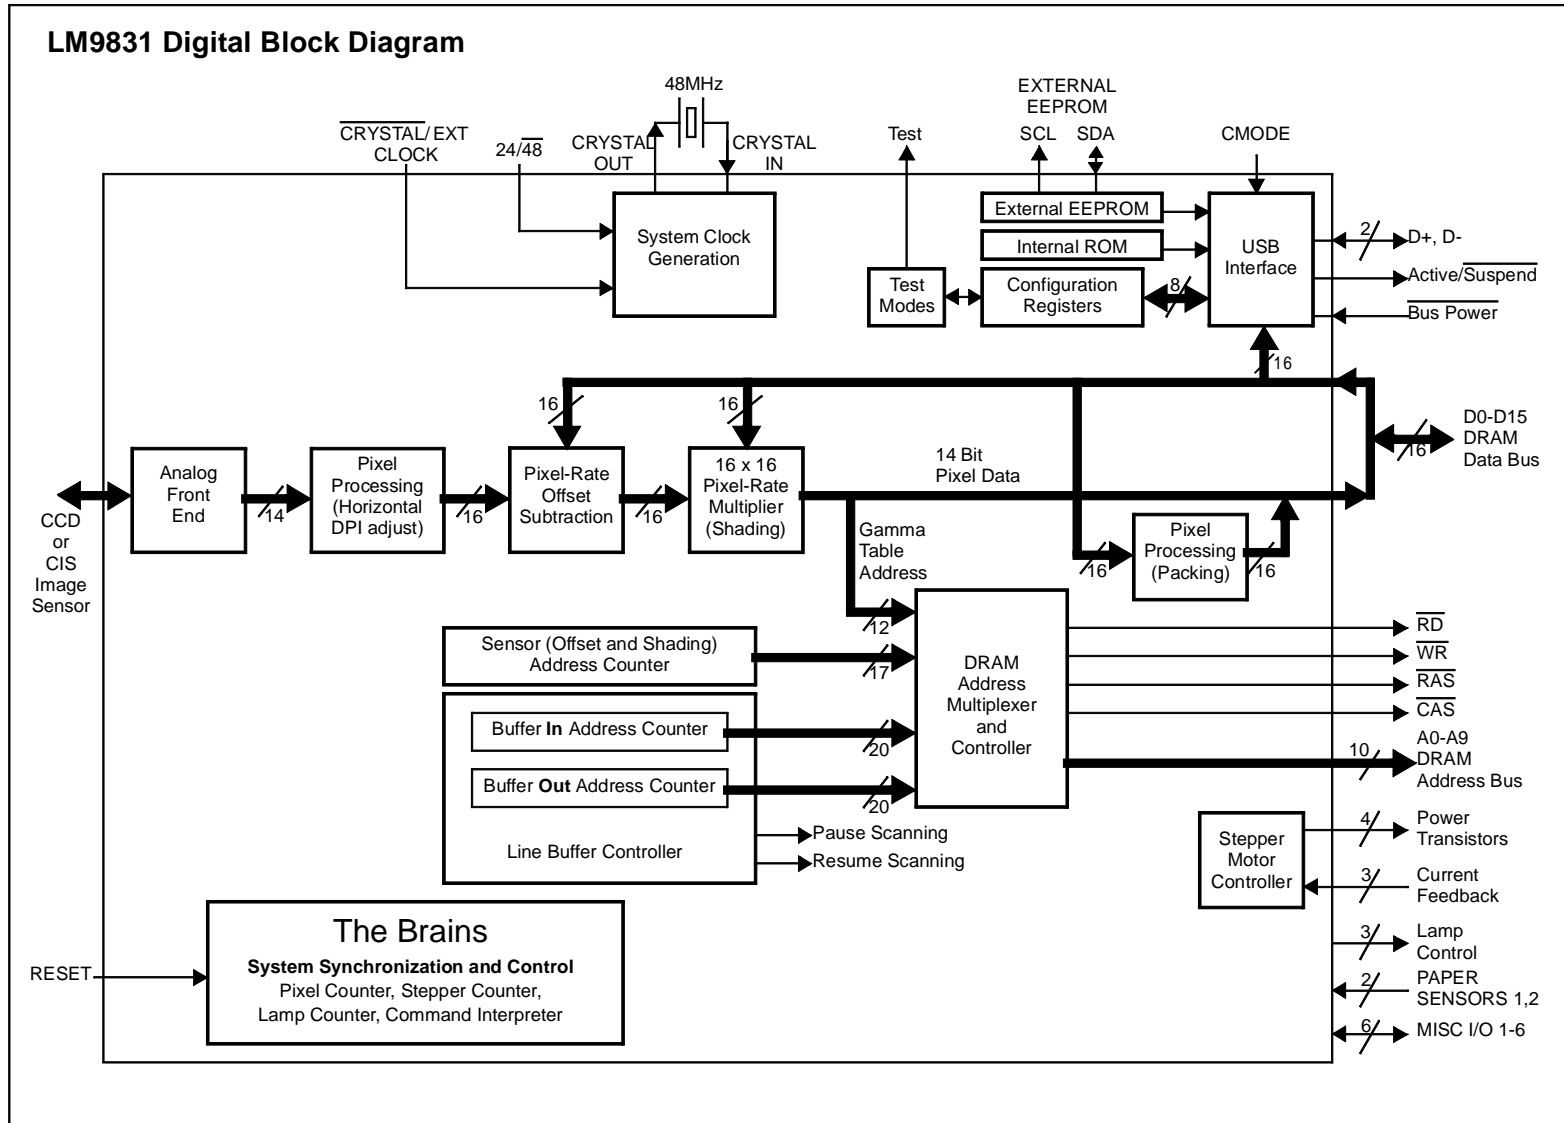 LM9831 Digital Block Diagram
48MHz
CRYSTAL/EXT
CLOCK
24/48
CRYSTAL
OUT
CRYSTAL
IN
Test
EXTERNAL
EEPROM
SCL
SDA
CMODE
System Clock
Generation
External EEPROM
Internal ROM
Test
Modes
Configuration
Registers
8
USB
Interface
2
D+, D-
Active/Suspend
Bus Power
16
16
16
D0-D15
DRAM
Data Bus
16
CCD
or
CIS
Image
Sensor
Analog
Front
End
14
Pixel
Processing
(Horizontal
DPI adjust)
16
Pixel-Rate
Offset
Subtraction
16
16 x 16
Pixel-Rate
Multiplier
(Shading)
14 Bit
Pixel Data
Gamma
Table
Address
16
Pixel
Processing
(Packing)
16
12
Sensor (Offset and Shading)
Address Counter
17
Buffer In Address Counter
20
Buffer Out Address Counter
20
Line Buffer Controller
Pause Scanning
Resume Scanning
DRAM
Address
Multiplexer
and
Controller
RD
WR
RAS
CAS
10
A0-A9
DRAM
Address Bus
Stepper
Motor
Controller
4
Power
Transistors
3
Current
Feedback
3
Lamp
Control
2
PAPER
SENSORS 1,2
6
MISC I/O 1-6
RESET
The Brains
System Synchronization and Control
Pixel Counter, Stepper Counter,
Lamp Counter, Command Interpreter